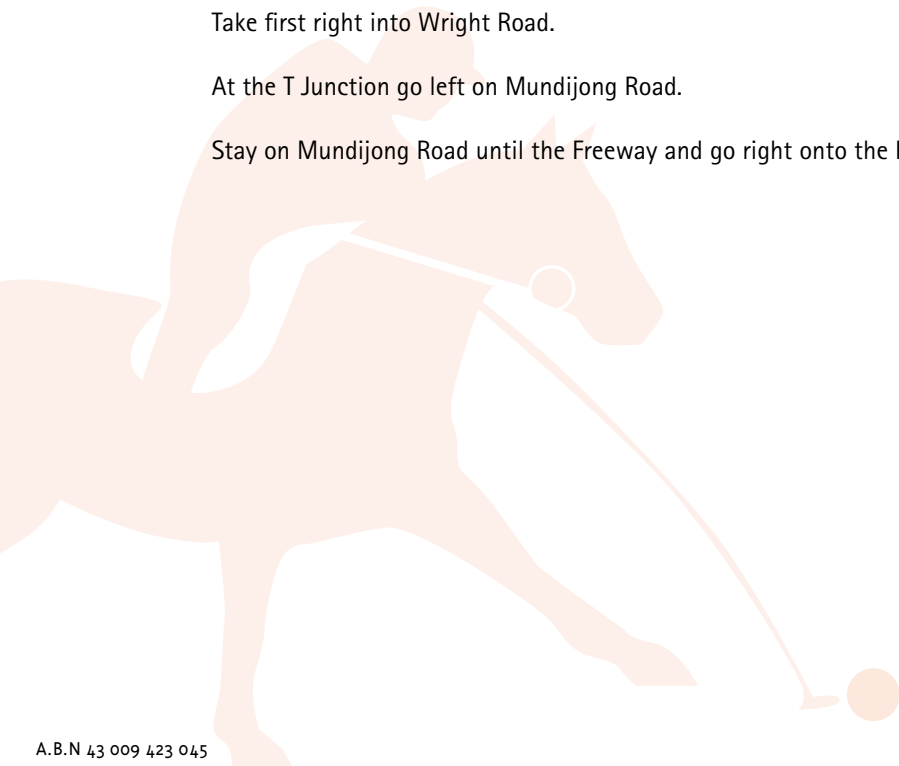 Take first right into Wright Road.
At the T Junction go left on Mundijong Road.
Stay on Mundijong Road until the Freeway and go right onto the
A.B.N 43 009 423 045